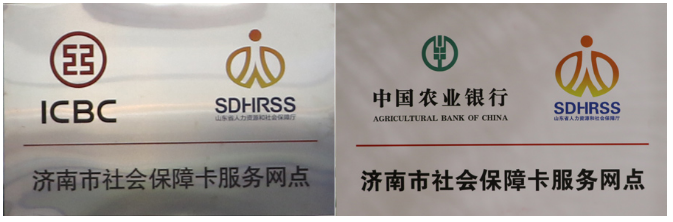 ICBC
SDHRSS
山东省人力资源和社会保障厅
济南市社会保障卡服务网点
中国农业银行
AGRICULTURAL BANK OF CHINA
SDHRSS
山东省人力资源和社会保障厅
济南市社会保障卡服务网点